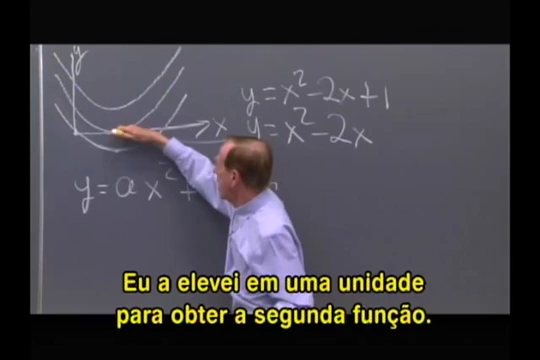 y
y = x² - 2x + 1
x
y = x² - 2x
y = ax² +
Eu a elevei em uma unidade
para obter a segunda função.